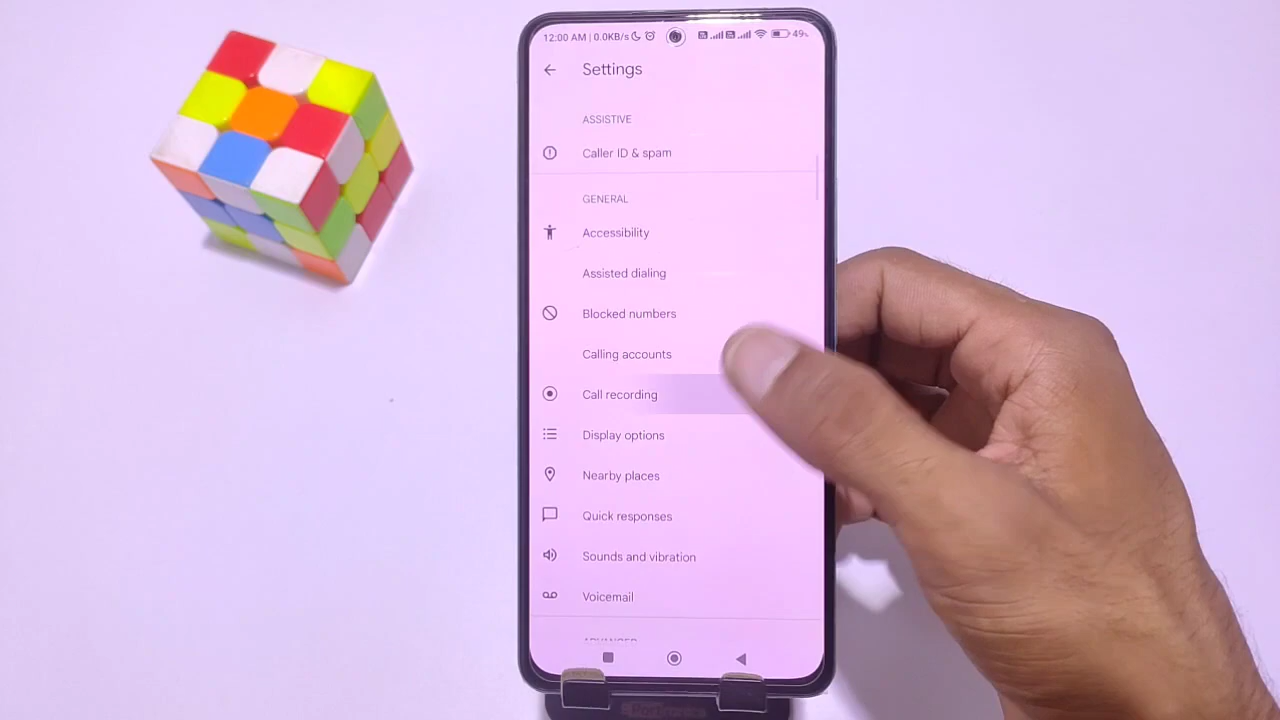 12:00 AM | 0.0KB/s
49%
Settings
ASSISTIVE
Caller ID & spam
GENERAL
Accessibility
Assisted dialing
Blocked numbers
Calling accounts
Call recording
Display options
Nearby places
Quick responses
Sounds and vibration
Voicemail